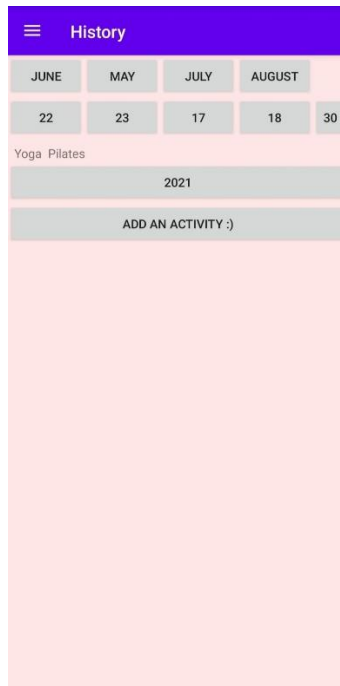 History
JUNE MAY JULY AUGUST
22 23 17 18 30
Yoga Pilates
2021
ADD AN ACTIVITY :)